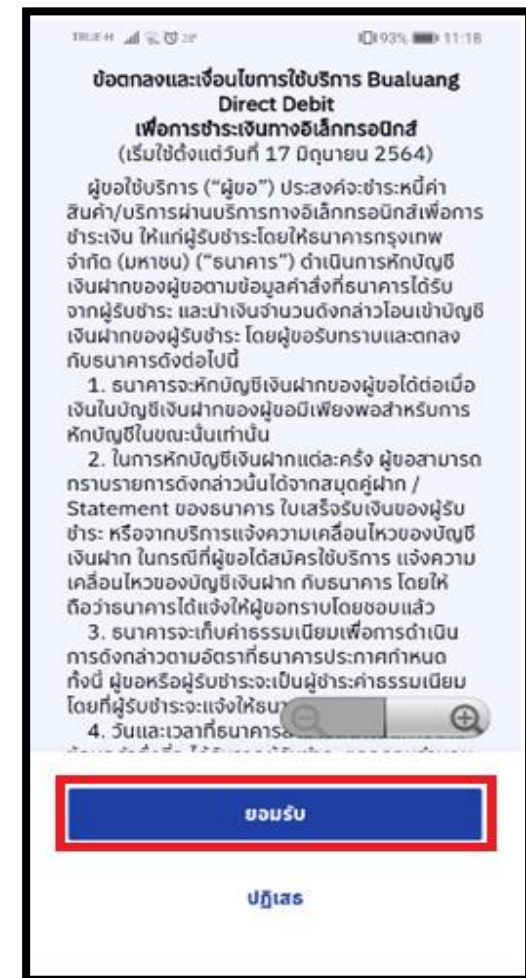 TRUE-H
93% 11:18
ข้อตกลงและเงื่อนไขการใช้บริการ Bualuang
Direct Debit
เพื่อการชำระเงินทางอิเล็กทรอนิกส์
(เริ่มใช้ตั้งแต่วันที่ 17 มิถุนายน 2564)
ผู้ขอใช้บริการ (“ผู้ขอ”) ประสงค์จะชำระหนี้ค่า
สินค้า/บริการผ่านบริการทางอิเล็กทรอนิกส์เพื่อการ
ชำระเงิน ให้แก่ผู้รับชำระโดยให้ธนาคารกรุงเทพ
จำกัด (มหาชน) (“ธนาคาร”) ดำเนินการหักบัญชี
เงินฝากของผู้ขอตามข้อมูลคำสั่งที่ธนาคารได้รับ
จากผู้รับชำระ และนำเงินจำนวนดังกล่าวโอนเข้าบัญชี
เงินฝากของผู้รับชำระ โดยผู้ขอรับทราบและตกลง
กับธนาคารดังต่อไปนี้
1. ธนาคารจะหักบัญชีเงินฝากของผู้ขอได้ต่อเมื่อ
เงินในบัญชีเงินฝากของผู้ขอมีเพียงพอสำหรับการ
หักบัญชีในขณะนั้นเท่านั้น
2. ในการหักบัญชีเงินฝากแต่ละครั้ง ผู้ขอสามารถ
ทราบรายการดังกล่าวนั้นได้จากสมุดคู่ฝาก /
Statement ของธนาคาร ใบเสร็จรับเงินของผู้รับ
ชำระ หรือจากบริการแจ้งความเคลื่อนไหวของบัญชี
เงินฝาก ในกรณีที่ผู้ขอได้สมัครใช้บริการ แจ้งความ
เคลื่อนไหวของบัญชีเงินฝาก กับธนาคาร โดยให้
ถือว่าธนาคารได้แจ้งให้ผู้ขอทราบโดยชอบแล้ว
3. ธนาคารจะเก็บค่าธรรมเนียมเพื่อการดำเนิน
การดังกล่าวตามอัตราที่ธนาคารประกาศกำหนด
ทั้งนี้ ผู้ขอหรือผู้รับชำระจะเป็นผู้ชำระค่าธรรมเนียม
โดยที่ผู้รับชำระจะแจ้งให้ธนา
4. วันและเวลาที่ธนาคาร
ยอมรับ
ปฏิเสธ